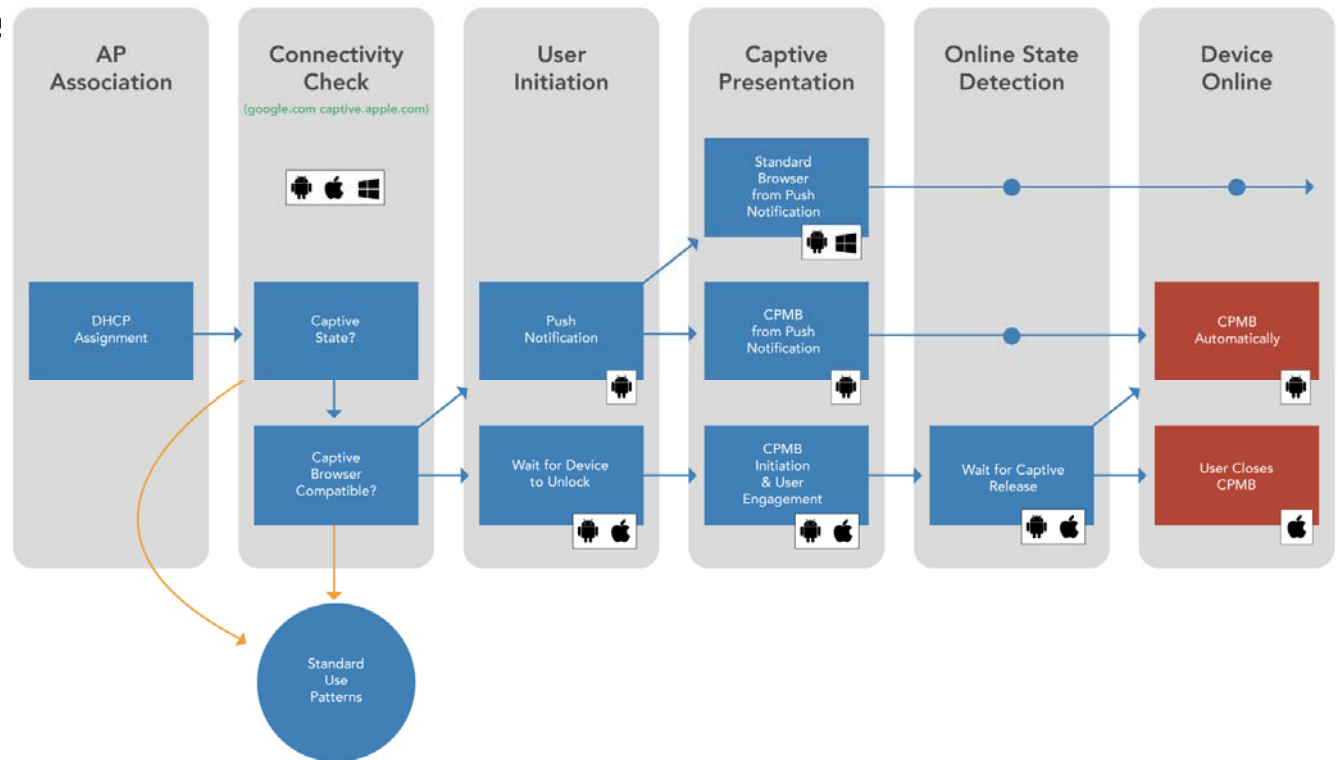 AP
Association
Connectivity
Check
(google.com captive.apple.com)
User
Initiation
Captive
Presentation
Online State
Detection
Device
Online
Standard
Browser
from Push
Notification
DHCP
Assignment
Captive
State?
Push
Notification
CPMB
from Push
Notification
CPMB
Automatically
Captive
Browser
Compatible?
Wait for Device
to Unlock
CPMB
Initiation
& User
Engagement
Wait for Captive
Release
User Closes
CPMB
Standard
Use
Patterns